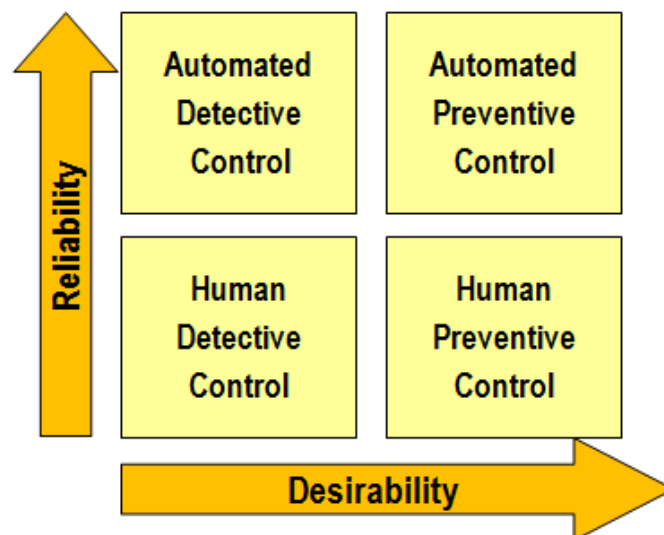 Reliability
Automated
Detective
Control
Automated
Preventive
Control
Human
Detective
Control
Human
Preventive
Control
Desirability